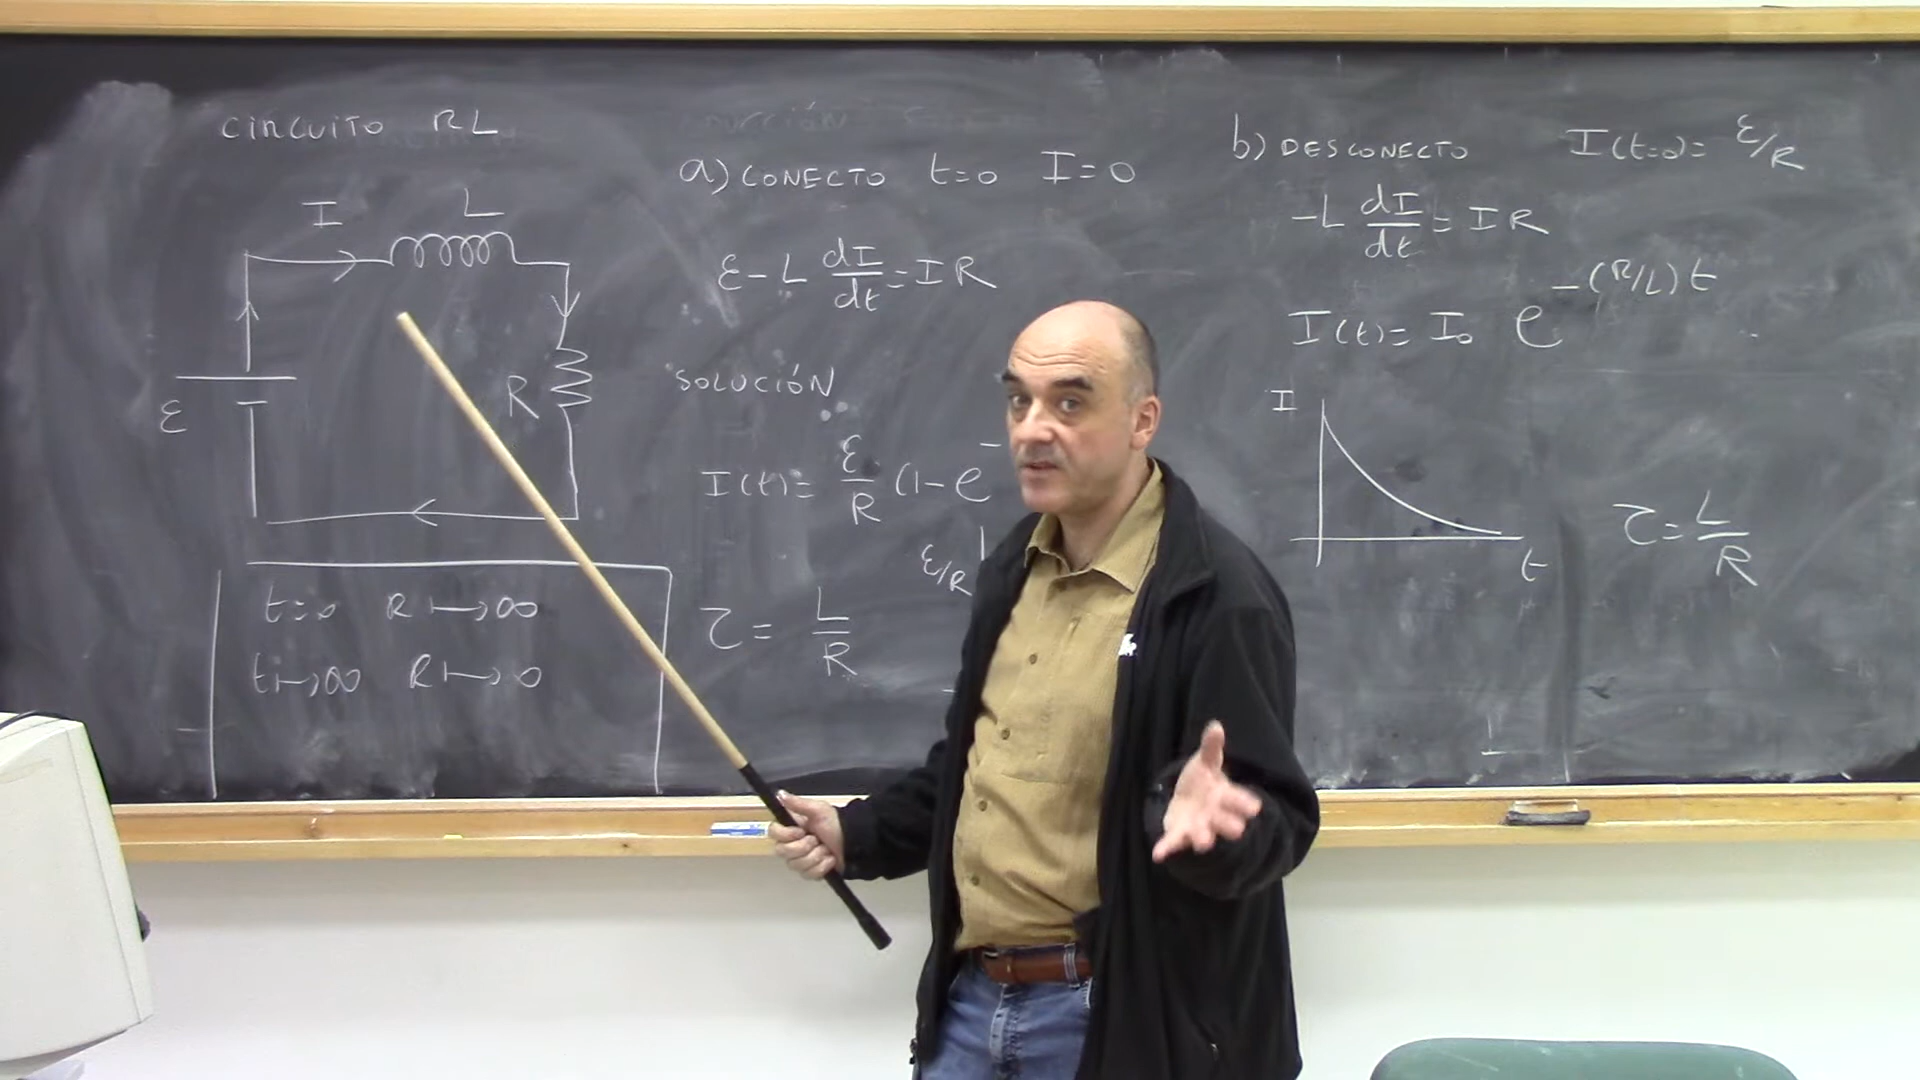 CIRCUITO RL
I
L
ε
R
t=0 R↦∞
t↦∞ R↦0
a) CONECTO t=0 I=0
ε-L dI/dt = IR
SOLUCIÓN
I(t)= ε/R (1-e^-
ε/R
τ= L/R
b) DESCONECTO I(t=0)= ε/R
-L dI/dt = IR
I(t)= I₀ e^-(R/L)t
I
t
τ= L/R